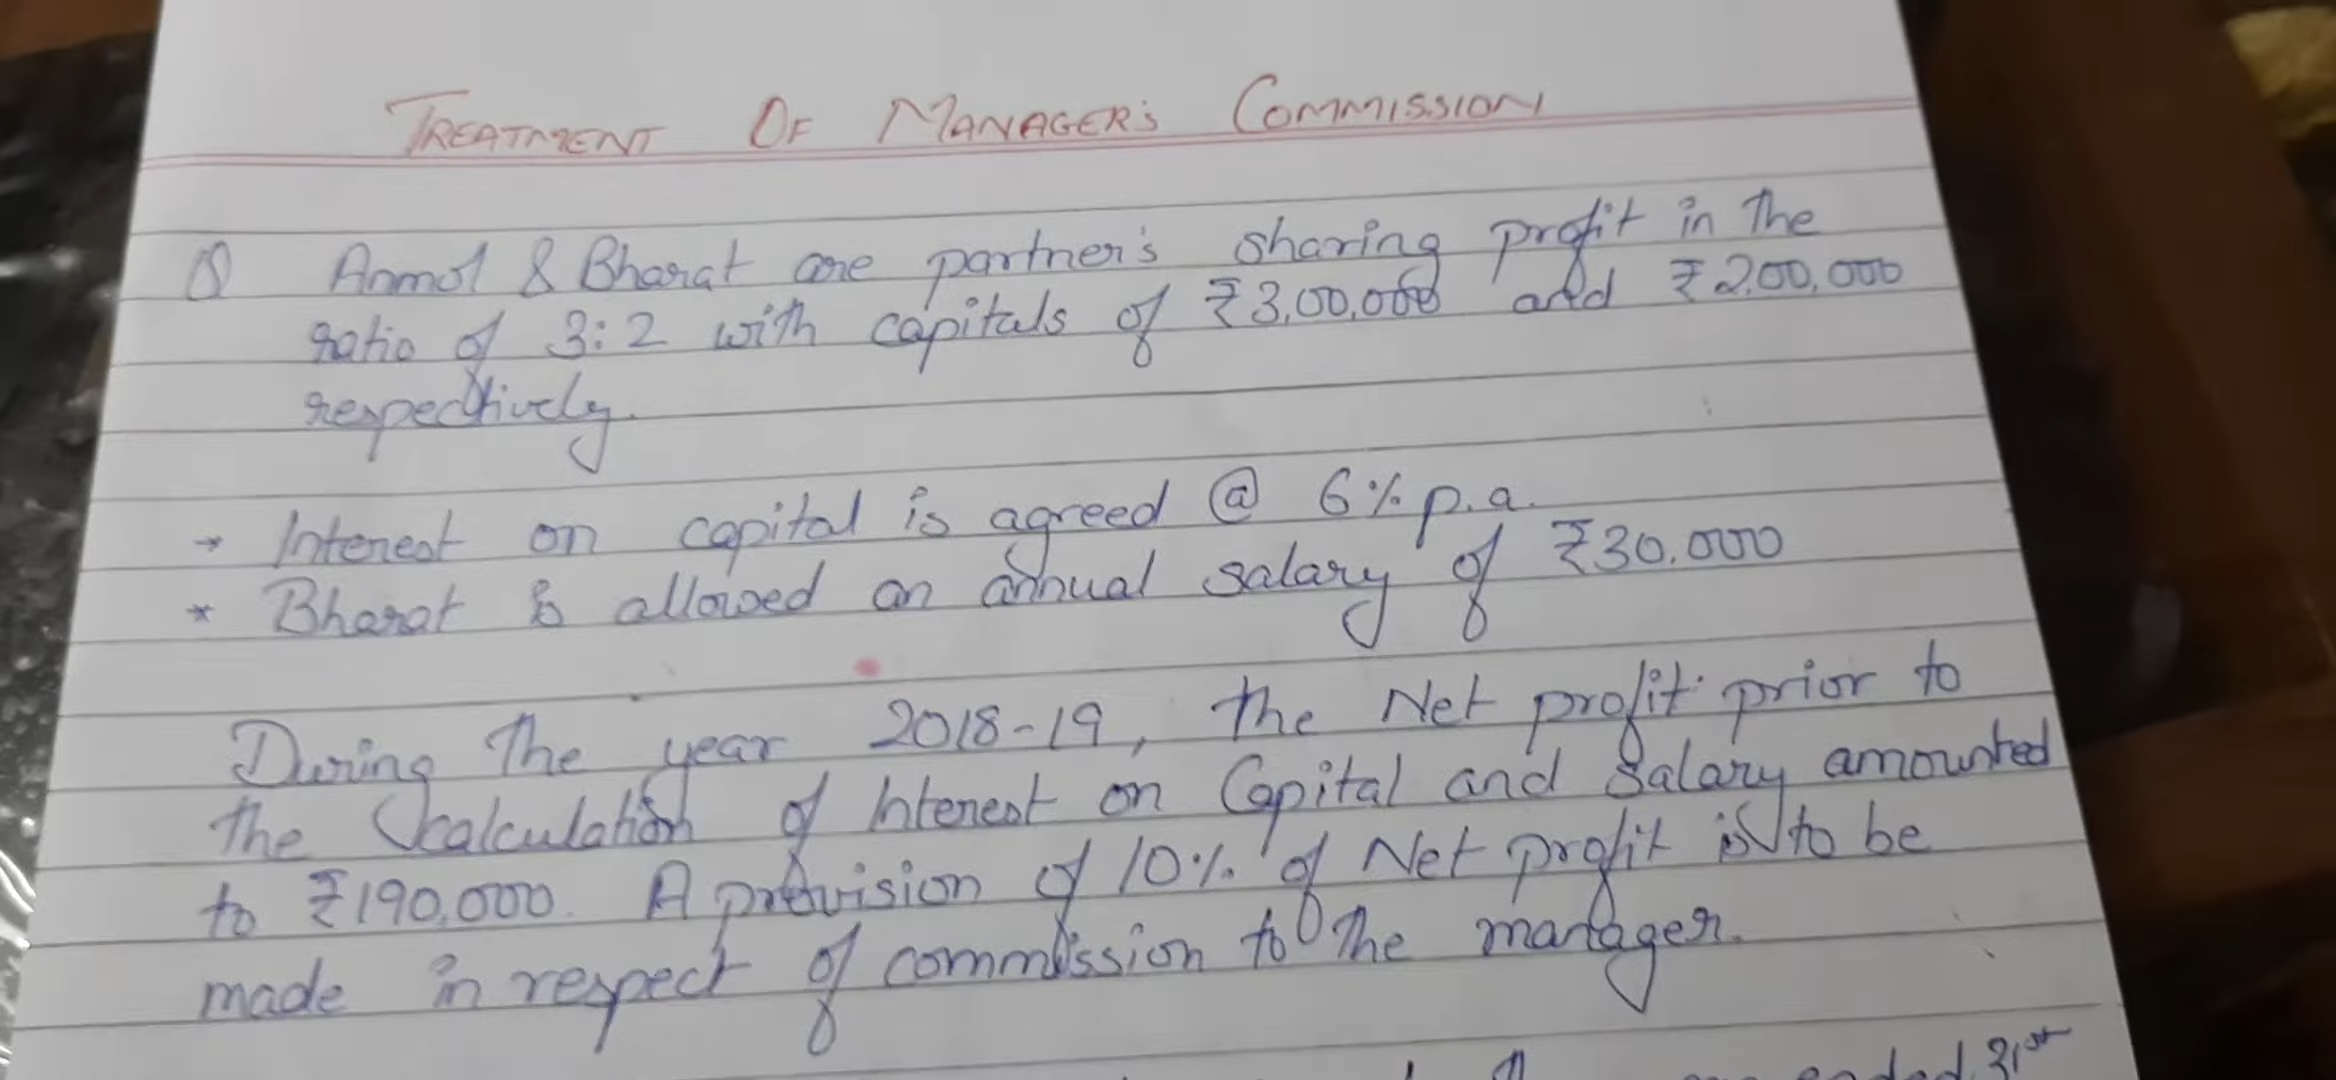 TREATMENT OF MANAGER'S COMMISSION
Q Anmol & Bharat are partner's sharing profit in the
ratio of 3:2 with capitals of ₹3,00,000 and ₹2,00,000
respectively.
→ Interest on capital is agreed @ 6% p.a.
* Bharat is allowed an annual salary of ₹30,000
During The year 2018-19, the Net profit prior to
the calculation of Interest on Capital and Salary amounted
to ₹190,000. A provision of 10% of Net profit is to be
made in respect of commission to the manager.
ended 31st